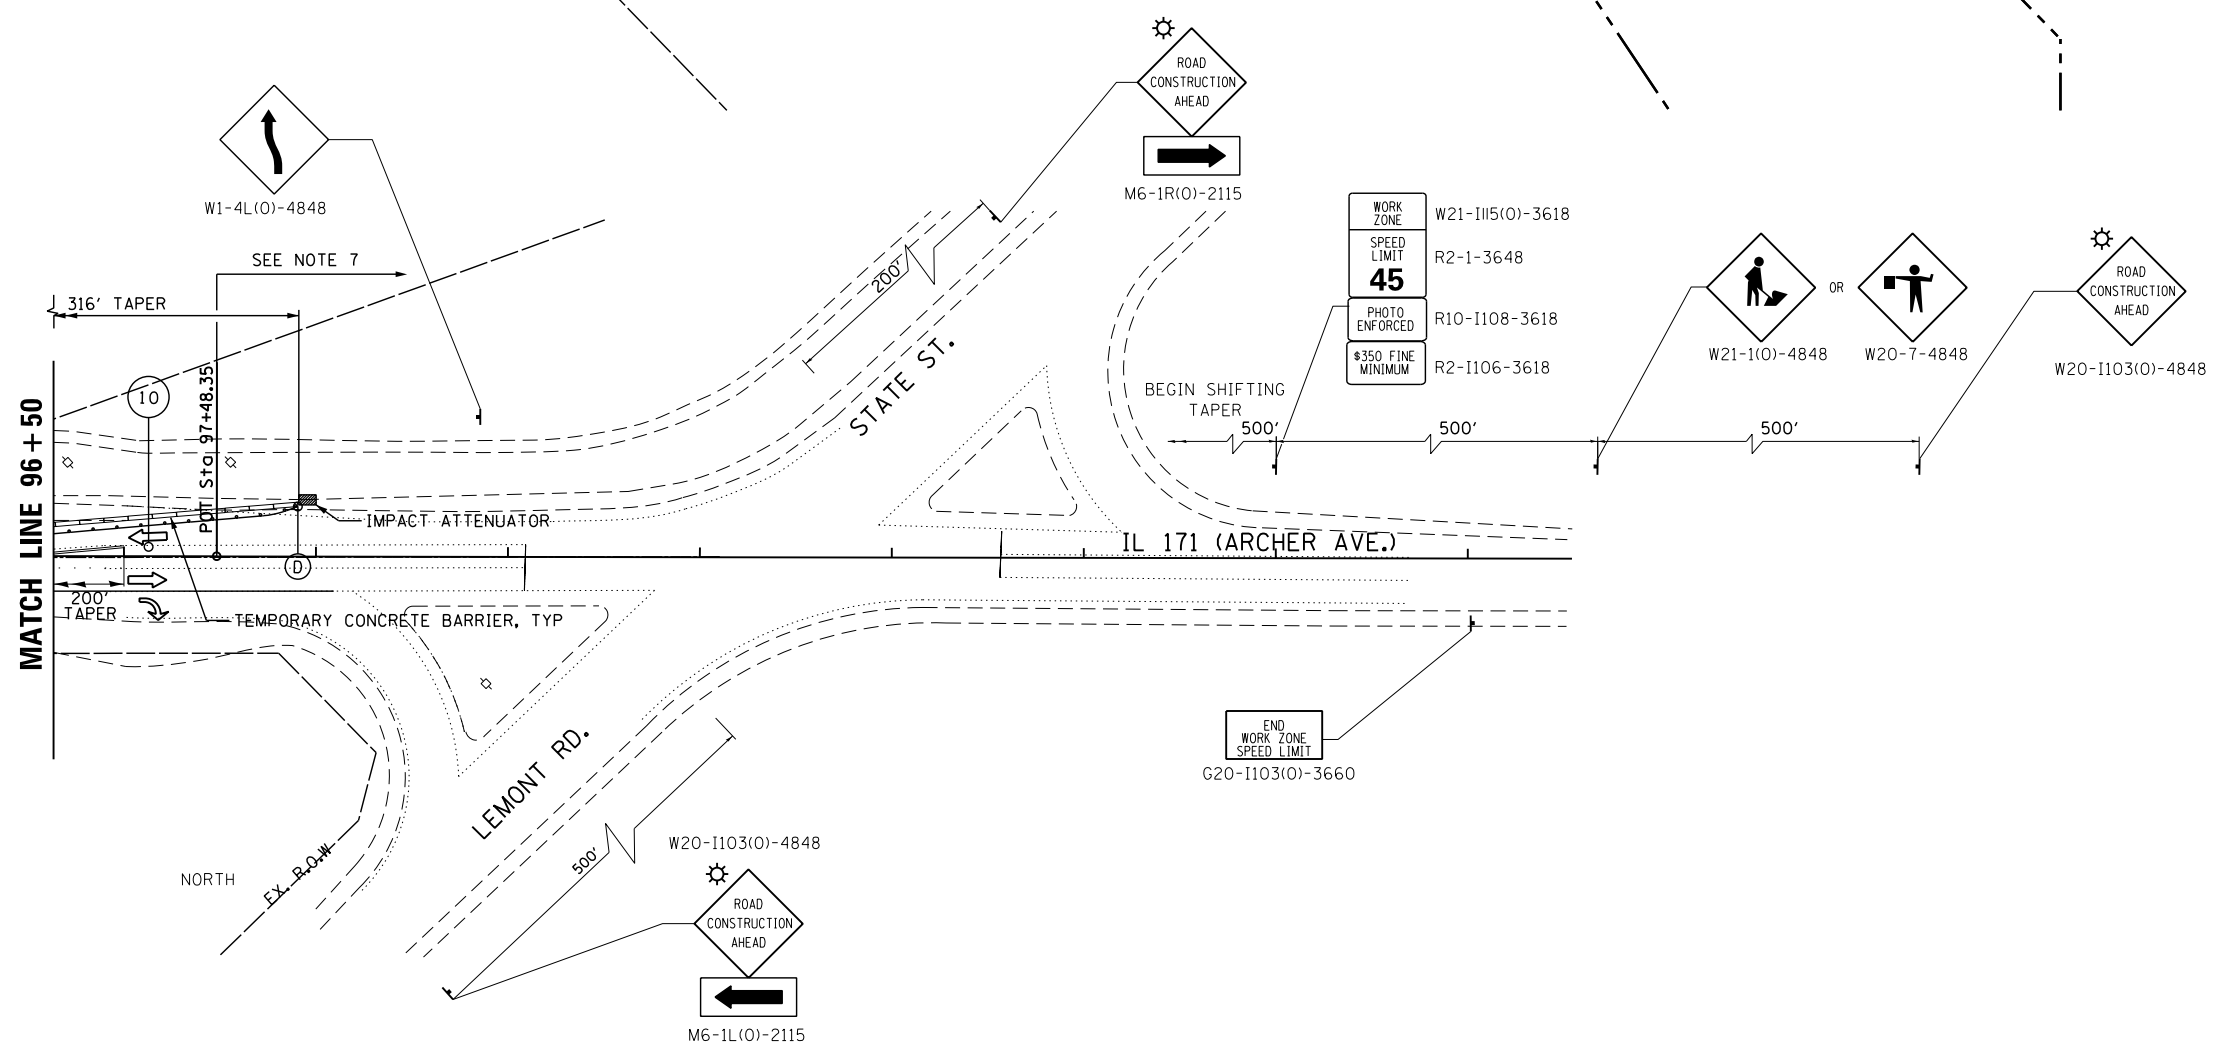 ROAD
CONSTRUCTION
AHEAD
M6-1R(O)-2115
W1-4L(O)-4848
SEE NOTE 7
316' TAPER
10
POT Sta 97+48.35
MATCH LINE 96+50
200'
STATE ST.
WORK
ZONE
W21-I115(O)-3618
SPEED
LIMIT
45
R2-1-3648
PHOTO
ENFORCED
R10-I108-3618
$350 FINE
MINIMUM
R2-I106-3618
BEGIN SHIFTING
TAPER
500'
500'
500'
W21-1(O)-4848
OR
W20-7-4848
ROAD
CONSTRUCTION
AHEAD
W20-I103(O)-4848
IMPACT ATTENUATOR
IL 171 (ARCHER AVE.)
D
200'
TAPER
TEMPORARY CONCRETE BARRIER, TYP
LEMONT RD.
END
WORK ZONE
SPEED LIMIT
G20-I103(O)-3660
500'
NORTH
EX. R.O.W
W20-I103(O)-4848
ROAD
CONSTRUCTION
AHEAD
M6-1L(O)-2115